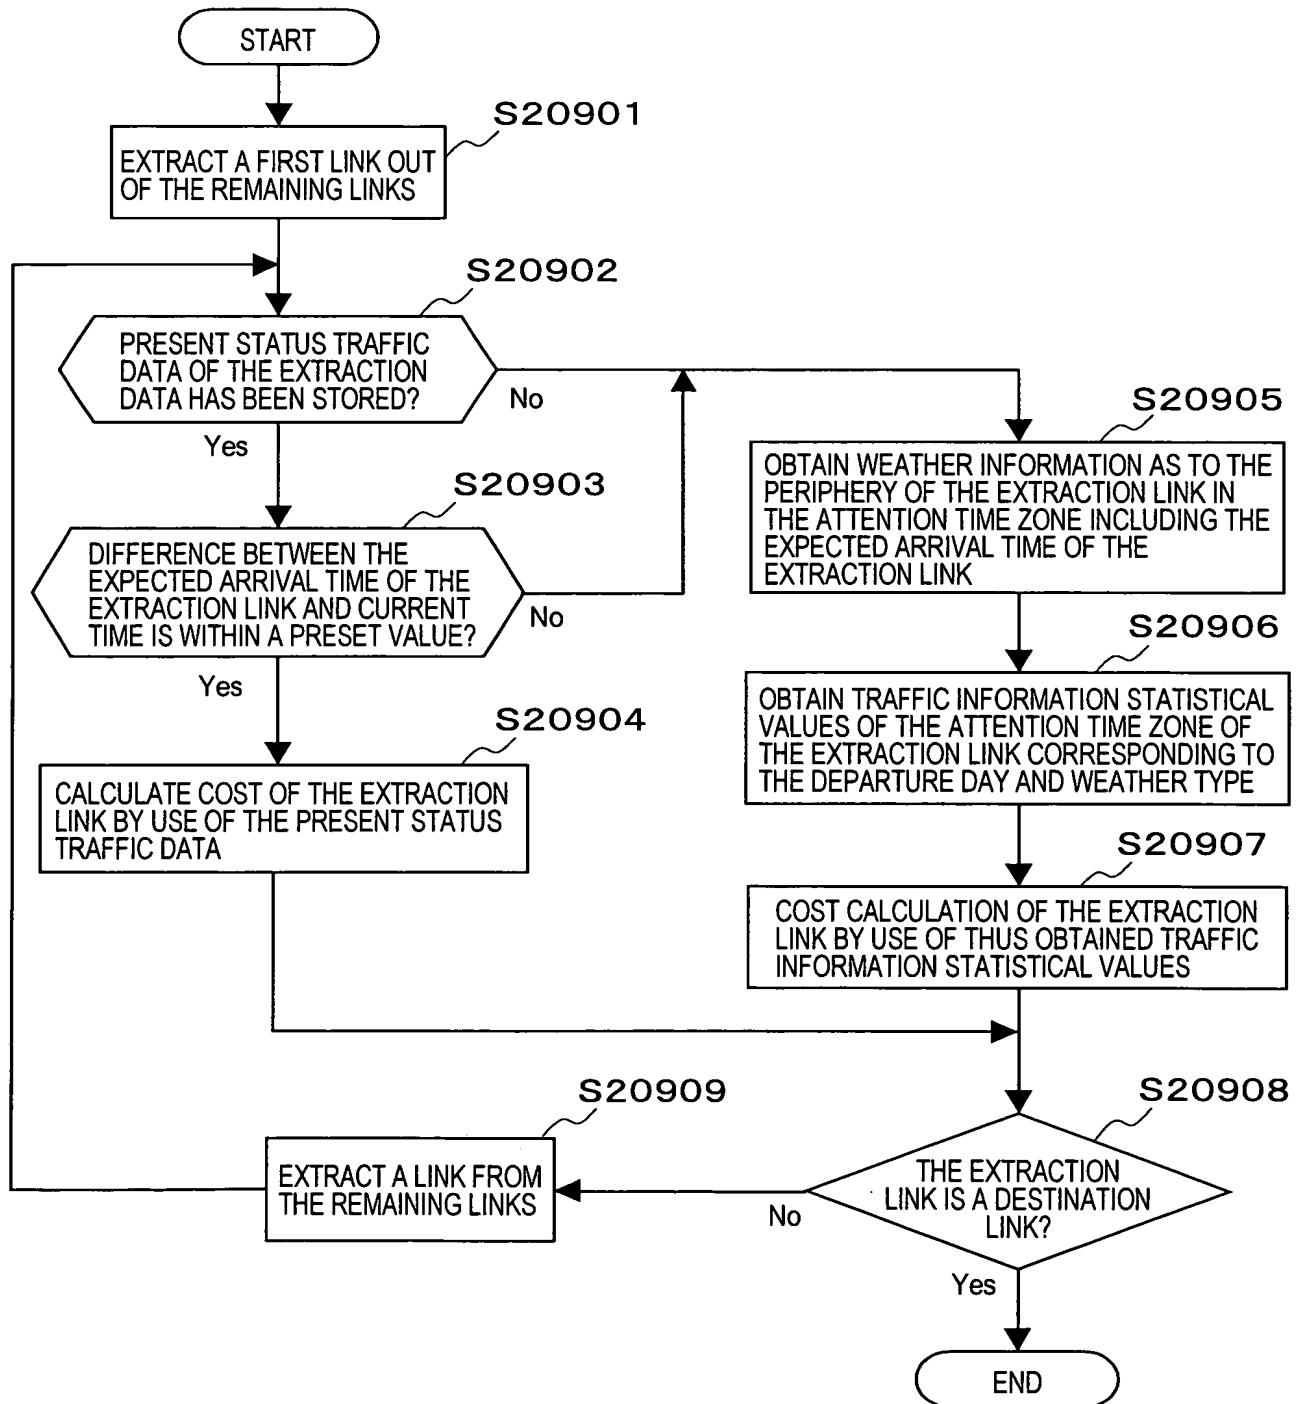 START
S20901
EXTRACT A FIRST LINK OUT
OF THE REMAINING LINKS
S20902
PRESENT STATUS TRAFFIC
DATA OF THE EXTRACTION
DATA HAS BEEN STORED?
No
Yes
S20903
DIFFERENCE BETWEEN THE
EXPECTED ARRIVAL TIME OF THE
EXTRACTION LINK AND CURRENT
TIME IS WITHIN A PRESET VALUE?
No
Yes
S20904
CALCULATE COST OF THE EXTRACTION
LINK BY USE OF THE PRESENT STATUS
TRAFFIC DATA
S20905
OBTAIN WEATHER INFORMATION AS TO THE
PERIPHERY OF THE EXTRACTION LINK IN
THE ATTENTION TIME ZONE INCLUDING THE
EXPECTED ARRIVAL TIME OF THE
EXTRACTION LINK
S20906
OBTAIN TRAFFIC INFORMATION STATISTICAL
VALUES OF THE ATTENTION TIME ZONE OF
THE EXTRACTION LINK CORRESPONDING TO
THE DEPARTURE DAY AND WEATHER TYPE
S20907
COST CALCULATION OF THE EXTRACTION
LINK BY USE OF THUS OBTAINED TRAFFIC
INFORMATION STATISTICAL VALUES
S20908
THE EXTRACTION
LINK IS A DESTINATION
LINK?
No
Yes
S20909
EXTRACT A LINK FROM
THE REMAINING LINKS
END